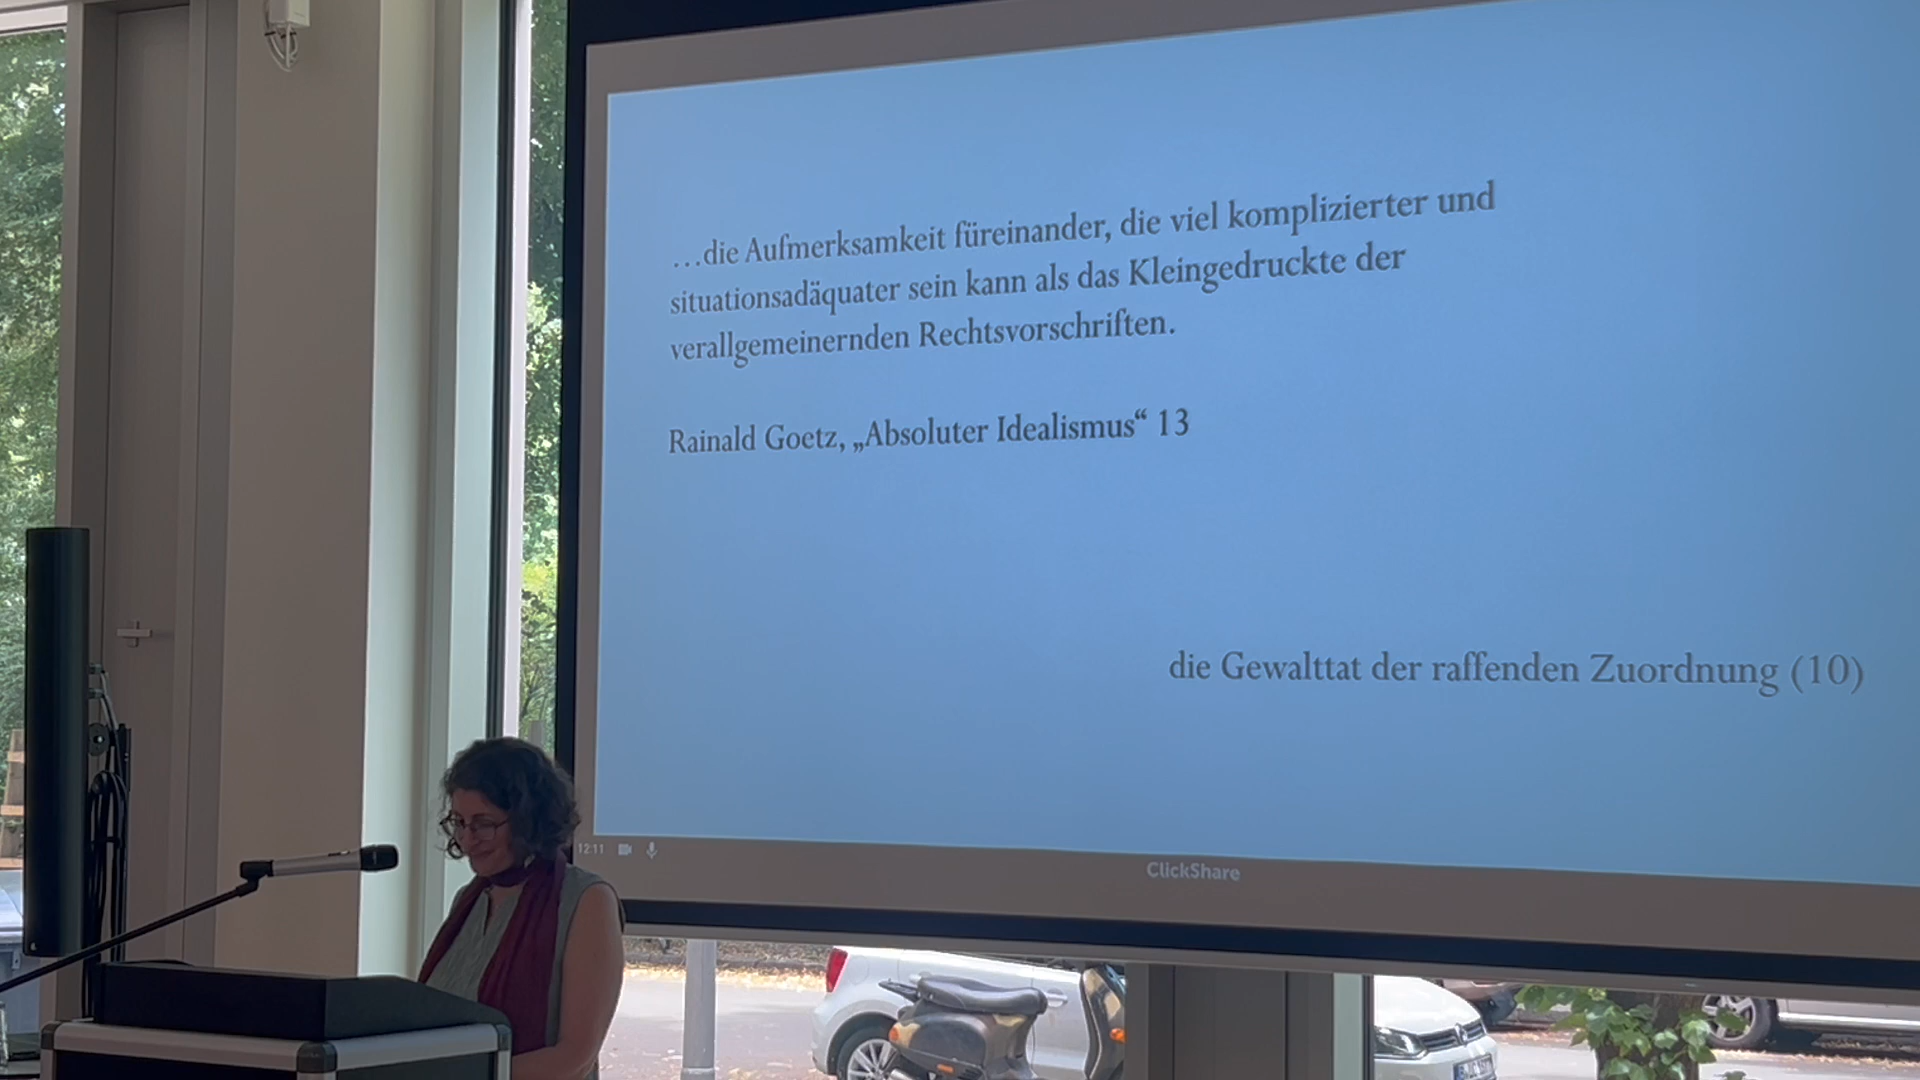 …die Aufmerksamkeit füreinander, die viel komplizierter und
situationsadäquater sein kann als das Kleingedruckte der
verallgemeinernden Rechtsvorschriften.
Rainald Goetz, „Absoluter Idealismus“ 13
die Gewalttat der raffenden Zuordnung (10)
12:11
ClickShare